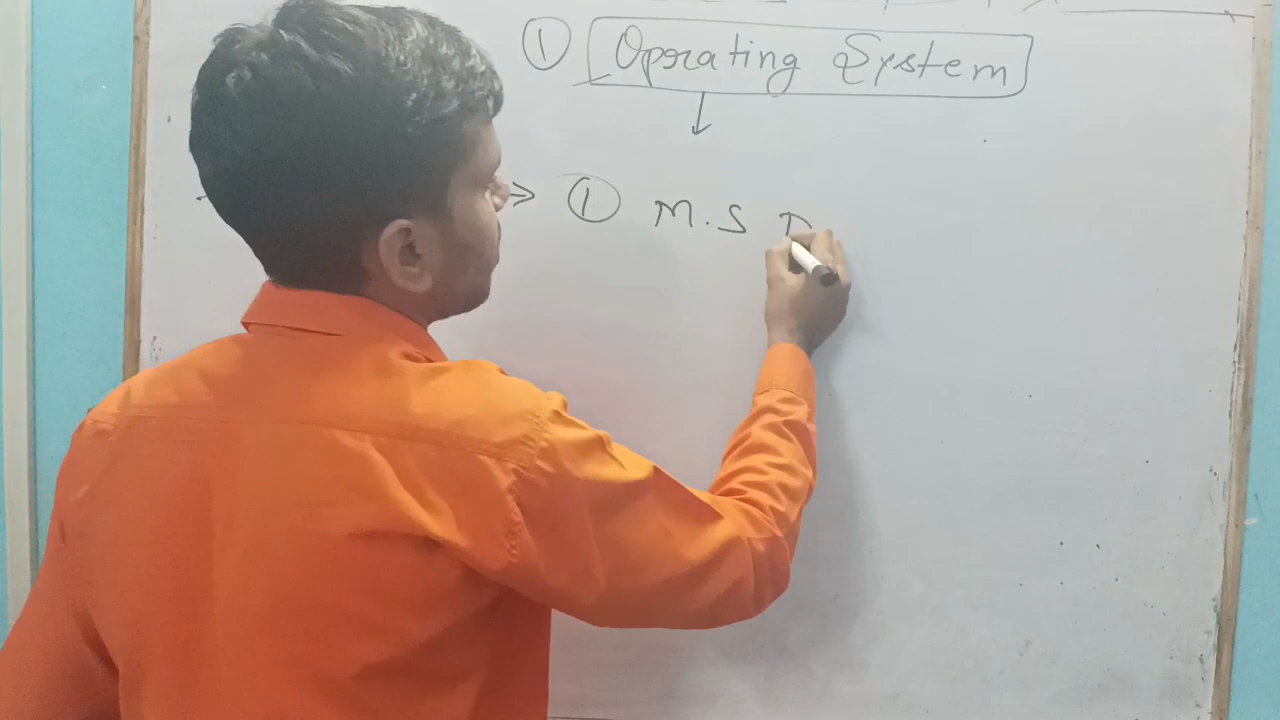 ① Operating System
→ ① M.S D